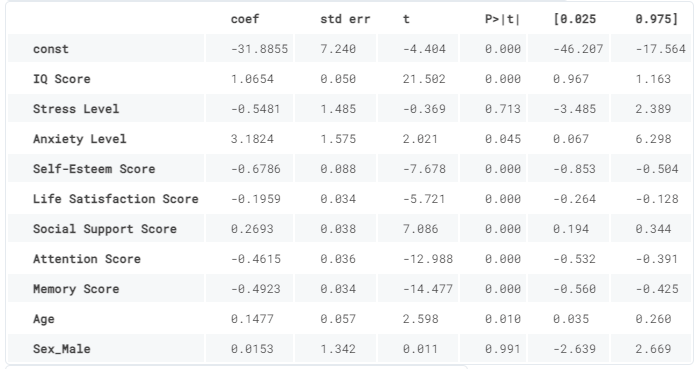 coef std err t P>|t| [0.025 0.975]
const -31.8855 7.240 -4.404 0.000 -46.207 -17.564
IQ Score 1.0654 0.050 21.502 0.000 0.967 1.163
Stress Level -0.5481 1.485 -0.369 0.713 -3.485 2.389
Anxiety Level 3.1824 1.575 2.021 0.045 0.067 6.298
Self-Esteem Score -0.6786 0.088 -7.678 0.000 -0.853 -0.504
Life Satisfaction Score -0.1959 0.034 -5.721 0.000 -0.264 -0.128
Social Support Score 0.2693 0.038 7.086 0.000 0.194 0.344
Attention Score -0.4615 0.036 -12.988 0.000 -0.532 -0.391
Memory Score -0.4923 0.034 -14.477 0.000 -0.560 -0.425
Age 0.1477 0.057 2.598 0.010 0.035 0.260
Sex_Male 0.0153 1.342 0.011 0.991 -2.639 2.669